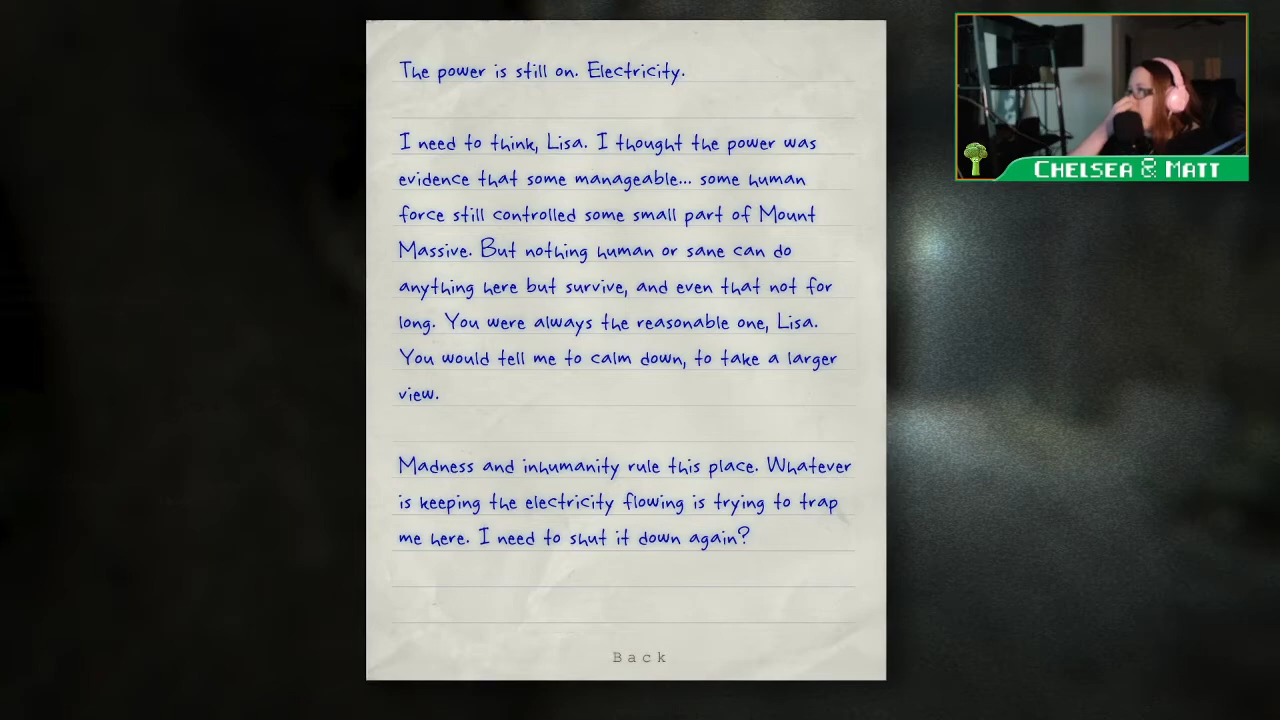 The power is still on. Electricity.
I need to think, Lisa. I thought the power was
evidence that some manageable... some human
force still controlled some small part of Mount
Massive. But nothing human or sane can do
anything here but survive, and even that not for
long. You were always the reasonable one, Lisa.
You would tell me to calm down, to take a larger
view.
Madness and inhumanity rule this place. Whatever
is keeping the electricity flowing is trying to trap
me here. I need to shut it down again?
Back
CHELSEA & MATT